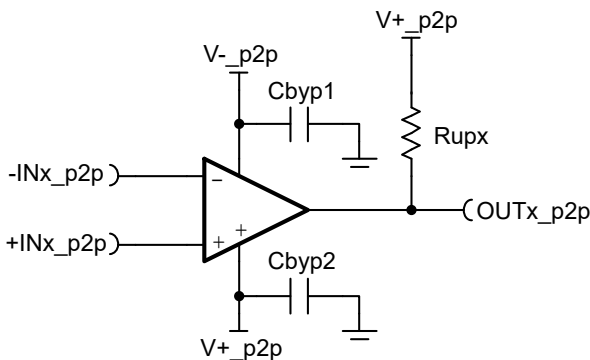 V+_p2p
V-_p2p
Cbyp1
Rupx
-INx_p2p
−
OUTx_p2p
+INx_p2p
+
+
Cbyp2
V+_p2p